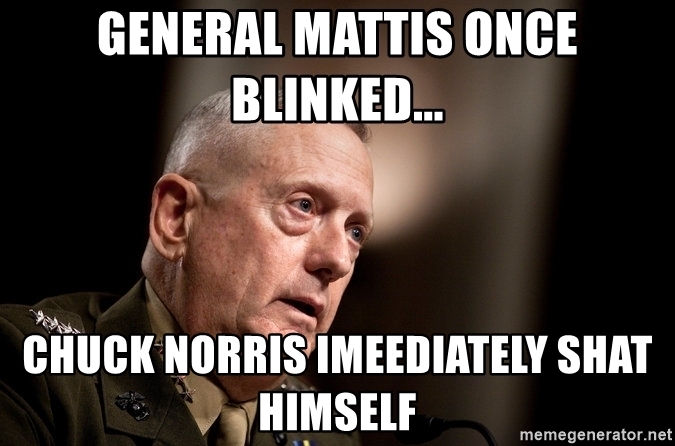 GENERAL MATTIS ONCE
BLINKED...
CHUCK NORRIS IMEEDIATELY SHAT
HIMSELF
memegenerator.net